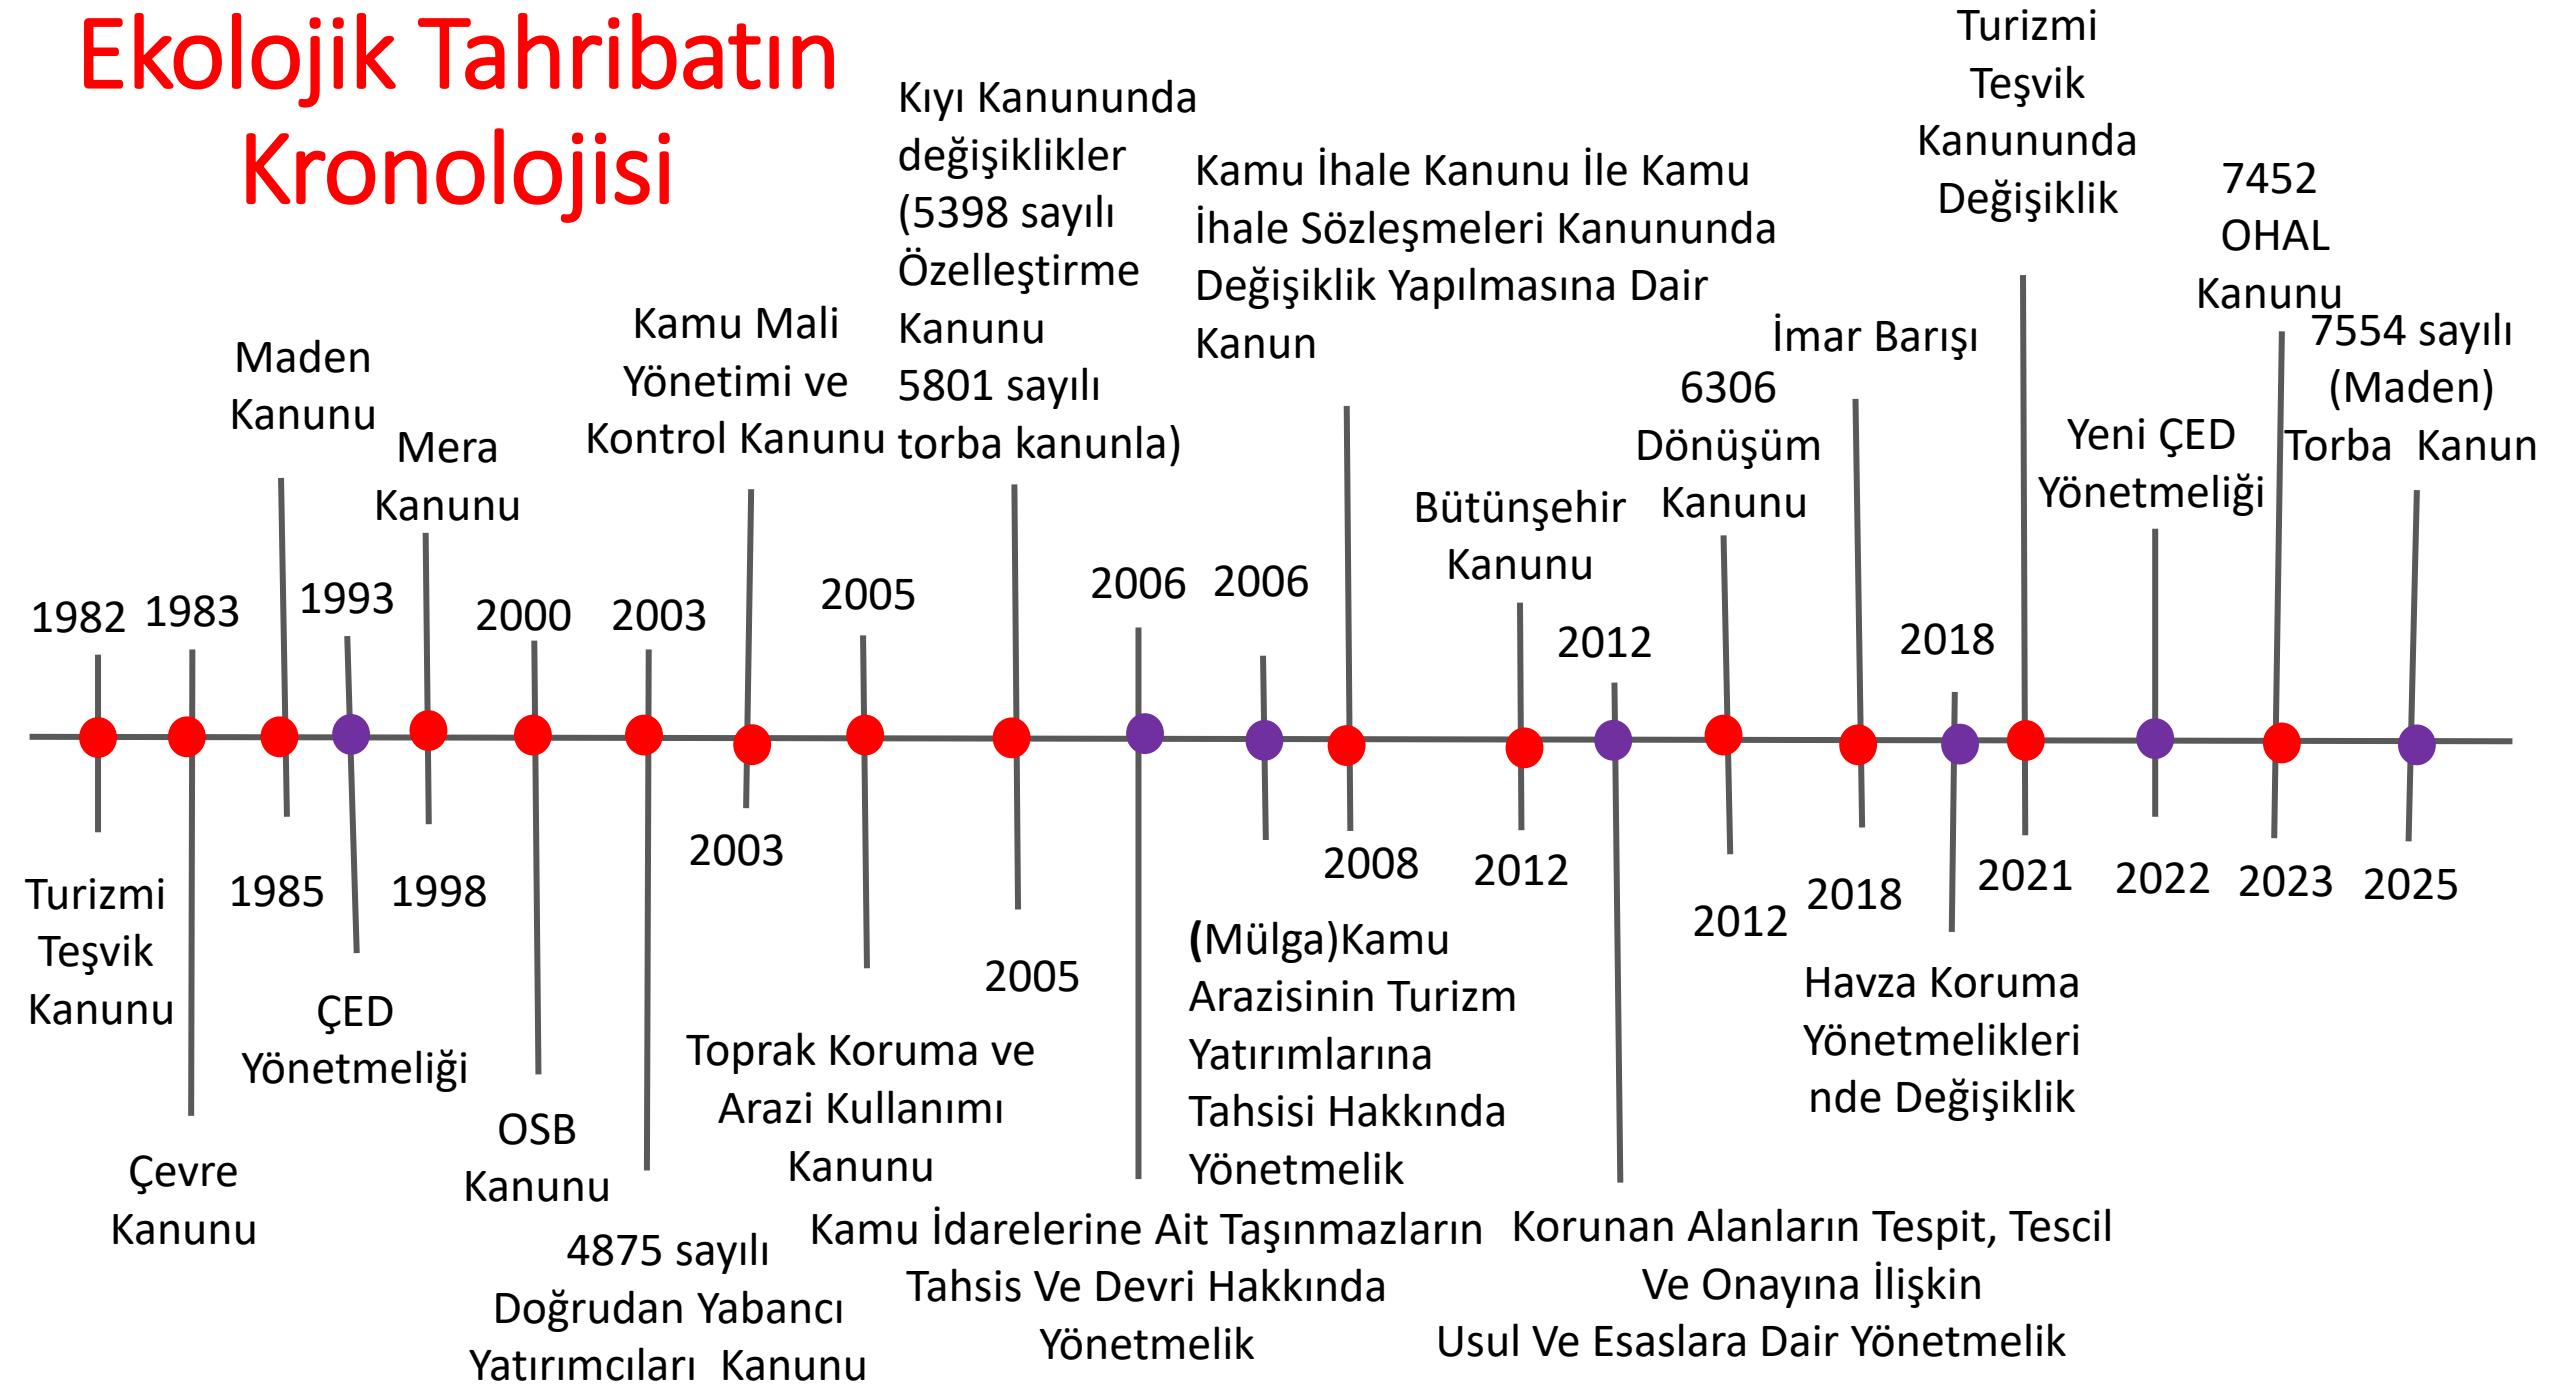 Ekolojik Tahribatın
Kronolojisi
1982
Turizmi
Teşvik
Kanunu
1983
Çevre
Kanunu
Maden
Kanunu
1985
1993
ÇED
Yönetmeliği
Mera
Kanunu
1998
2000
OSB
Kanunu
2003
4875 sayılı
Doğrudan Yabancı
Yatırımcıları  Kanunu
Kamu Mali
Yönetimi ve
Kontrol Kanunu
2003
2005
Toprak Koruma ve
Arazi Kullanımı
Kanunu
Kıyı Kanununda
değişiklikler
(5398 sayılı
Özelleştirme
Kanunu
5801 sayılı
torba kanunla)
2005
2006
Kamu İdarelerine Ait Taşınmazların
Tahsis Ve Devri Hakkında
Yönetmelik
2006
(Mülga)Kamu
Arazisinin Turizm
Yatırımlarına
Tahsisi Hakkında
Yönetmelik
Kamu İhale Kanunu İle Kamu
İhale Sözleşmeleri Kanununda
Değişiklik Yapılmasına Dair
Kanun
2008
Bütünşehir
Kanunu
2012
2012
Korunan Alanların Tespit, Tescil
Ve Onayına İlişkin
Usul Ve Esaslara Dair Yönetmelik
6306
Dönüşüm
Kanunu
2012
İmar Barışı
2018
2018
Havza Koruma
Yönetmelikleri
nde Değişiklik
Turizmi
Teşvik
Kanununda
Değişiklik
2021
Yeni ÇED
Yönetmeliği
2022
7452
OHAL
Kanunu
2023
7554 sayılı
(Maden)
Torba  Kanun
2025